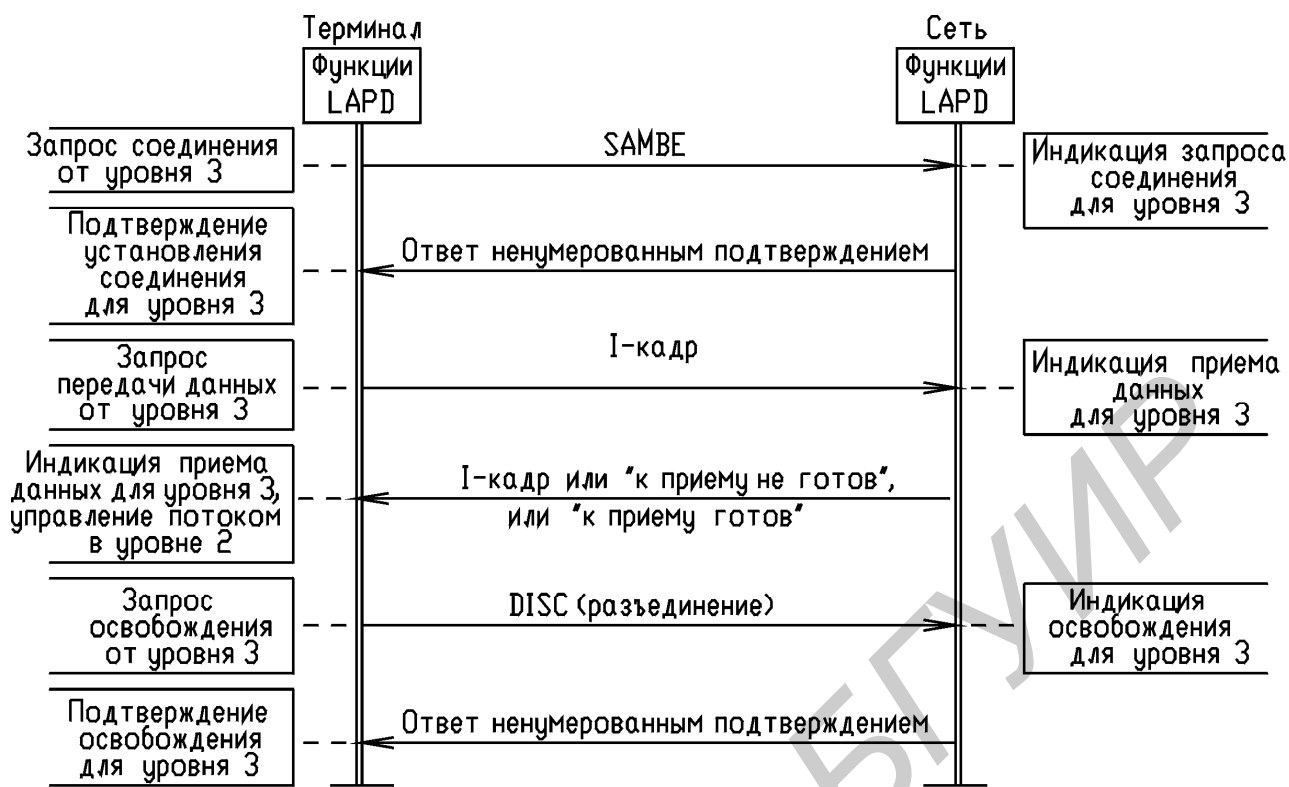 Терминал
Сеть
Функции
LAPD
Функции
LAPD
Запрос соединения
от уровня 3
SAMBE
Индикация запроса
соединения
для уровня 3
Подтверждение
установления
соединения
для уровня 3
Ответ ненумерованным подтверждением
Запрос
передачи данных
от уровня 3
I-кадр
Индикация приема
данных
для уровня 3
Индикация приема
данных для уровня 3,
управление потоком
в уровне 2
I-кадр или "к приему не готов",
или "к приему готов"
Запрос
освобождения
от уровня 3
DISC (разъединение)
Индикация
освобождения
для уровня 3
Подтверждение
освобождения
для уровня 3
Ответ ненумерованным подтверждением
БГУИР